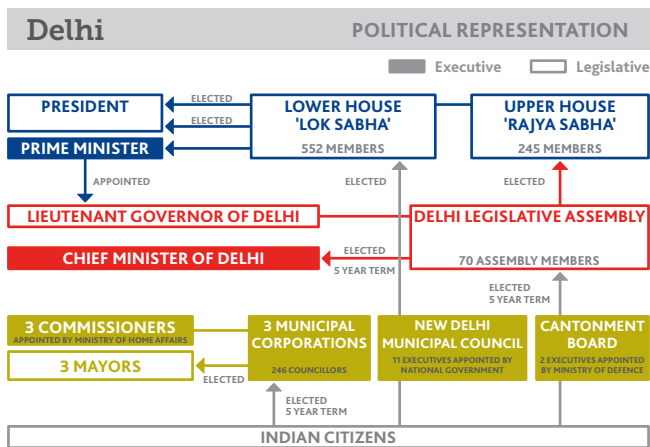 Delhi
POLITICAL REPRESENTATION
Executive
Legislative
PRESIDENT
ELECTED
ELECTED
LOWER HOUSE
'LOK SABHA'
552 MEMBERS
UPPER HOUSE
'RAJYA SABHA'
245 MEMBERS
PRIME MINISTER
APPOINTED
ELECTED
ELECTED
LIEUTENANT GOVERNOR OF DELHI
DELHI LEGISLATIVE ASSEMBLY
70 ASSEMBLY MEMBERS
CHIEF MINISTER OF DELHI
ELECTED
5 YEAR TERM
ELECTED
5 YEAR TERM
3 COMMISSIONERS
APPOINTED BY MINISTRY OF HOME AFFAIRS
3 MAYORS
ELECTED
3 MUNICIPAL
CORPORATIONS
246 COUNCILLORS
NEW DELHI
MUNICIPAL COUNCIL
11 EXECUTIVES APPOINTED BY
NATIONAL GOVERNMENT
CANTONMENT
BOARD
2 EXECUTIVES APPOINTED
BY MINISTRY OF DEFENCE
ELECTED
5 YEAR TERM
INDIAN CITIZENS